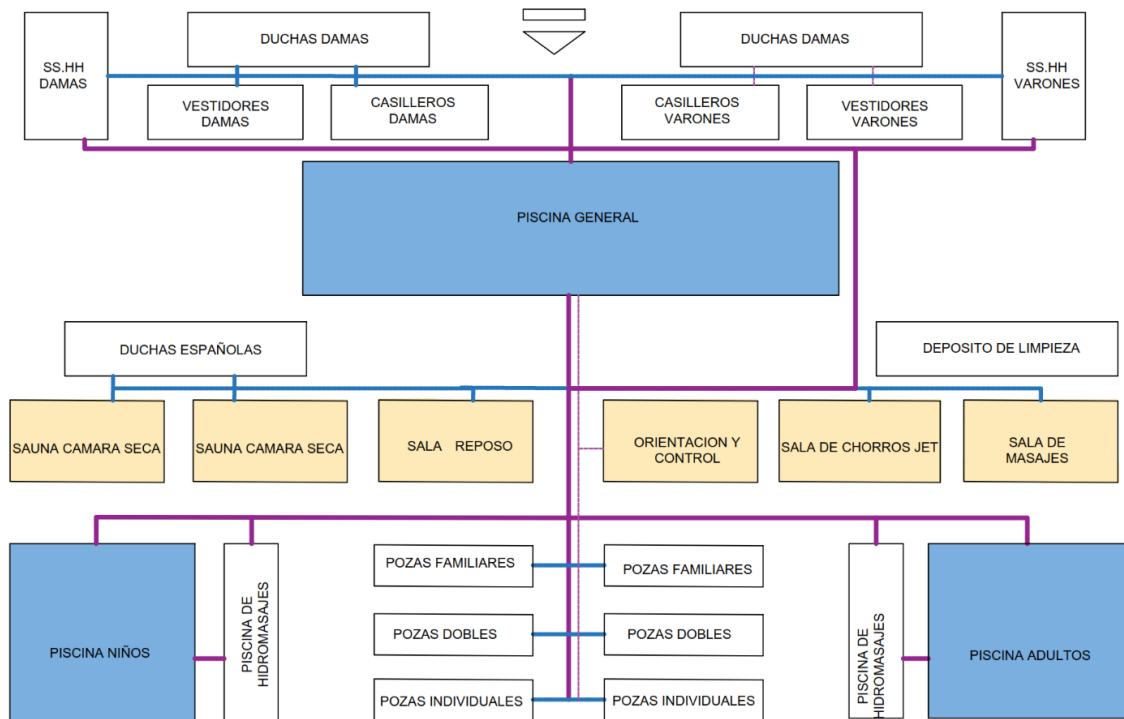 DUCHAS DAMAS
DUCHAS DAMAS
SS.HH
DAMAS
SS.HH
VARONES
VESTIDORES
DAMAS
CASILLEROS
DAMAS
CASILLEROS
VARONES
VESTIDORES
VARONES
PISCINA GENERAL
DUCHAS ESPAÑOLAS
DEPOSITO DE LIMPIEZA
SAUNA CAMARA SECA
SAUNA CAMARA SECA
SALA REPOSO
ORIENTACION Y
CONTROL
SALA DE CHORROS JET
SALA DE
MASAJES
PISCINA NIÑOS
PISCINA DE
HIDROMASAJES
POZAS FAMILIARES
POZAS FAMILIARES
POZAS DOBLES
POZAS DOBLES
POZAS INDIVIDUALES
POZAS INDIVIDUALES
PISCINA DE
HIDROMASAJES
PISCINA ADULTOS